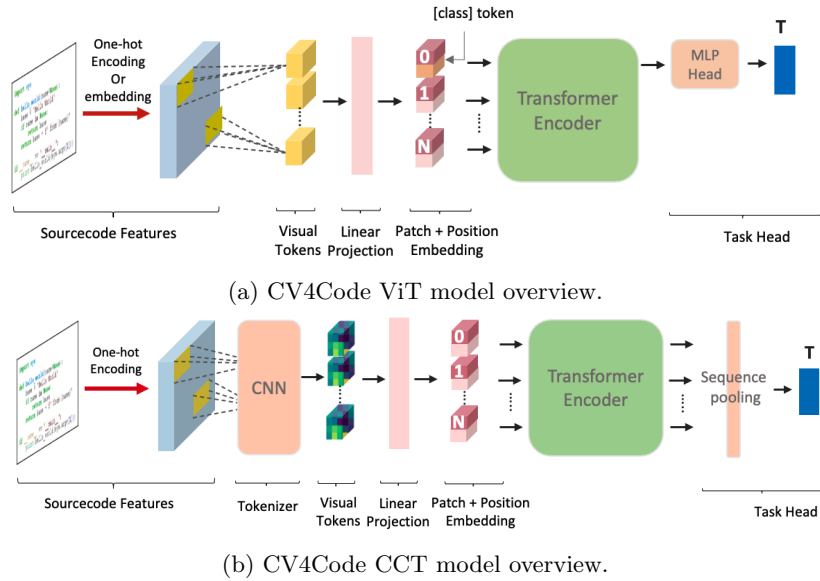 [class] token
One-hot
Encoding
Or
embedding
0
1
N
Transformer
Encoder
MLP
Head
T
Sourcecode Features
Visual
Tokens
Linear
Projection
Patch + Position
Embedding
Task Head
(a) CV4Code ViT model overview.
One-hot
Encoding
CNN
0
1
N
Transformer
Encoder
Sequence
pooling
T
Sourcecode Features
Tokenizer
Visual
Tokens
Linear
Projection
Patch + Position
Embedding
Task Head
(b) CV4Code CCT model overview.